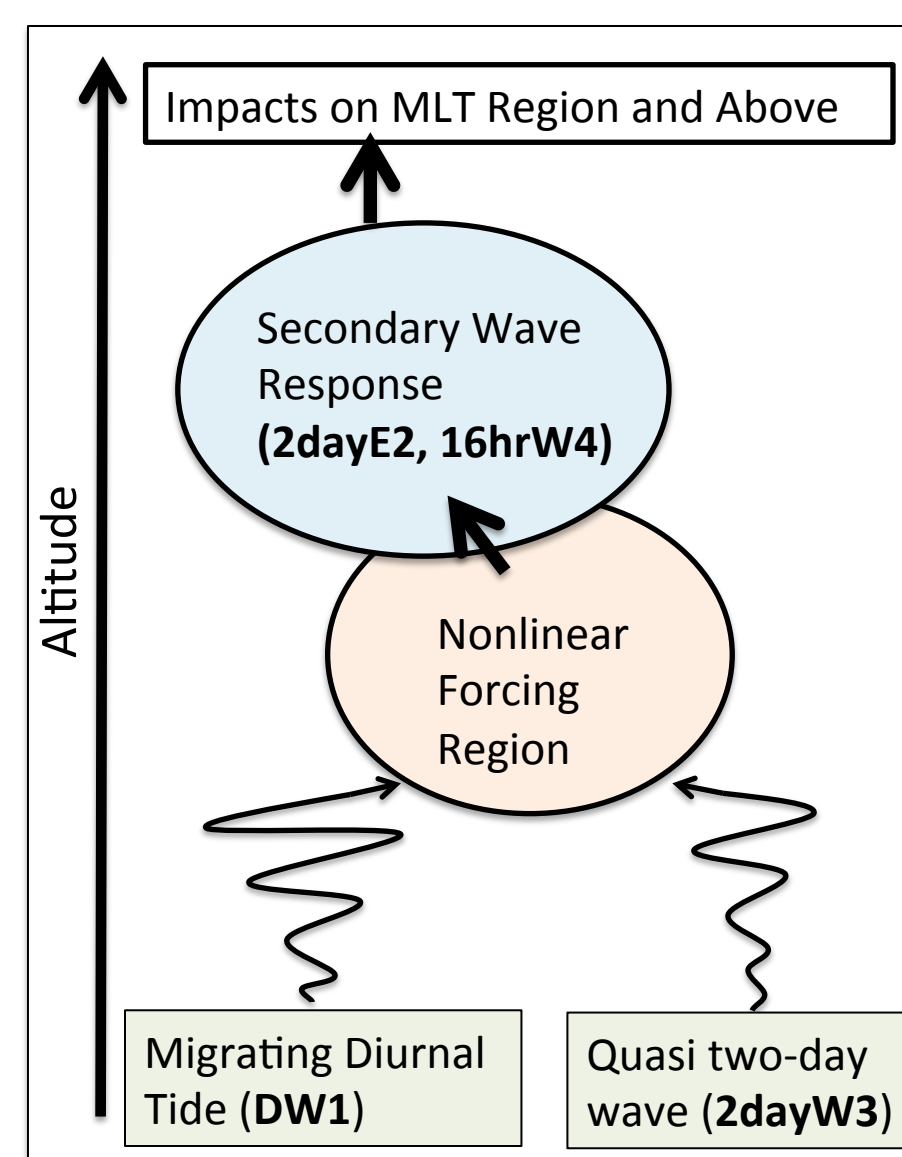 Impacts on MLT Region and Above
Secondary Wave
Response
(2dayE2, 16hrW4)
Altitude
Nonlinear
Forcing
Region
Migrating Diurnal
Tide (DW1)
Quasi two-day
wave (2dayW3)